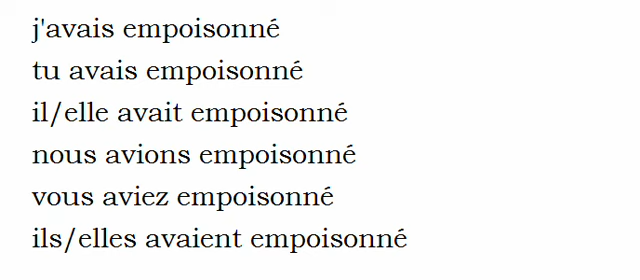 j'avais empoisonné
tu avais empoisonné
il/elle avait empoisonné
nous avions empoisonné
vous aviez empoisonné
ils/elles avaient empoisonné